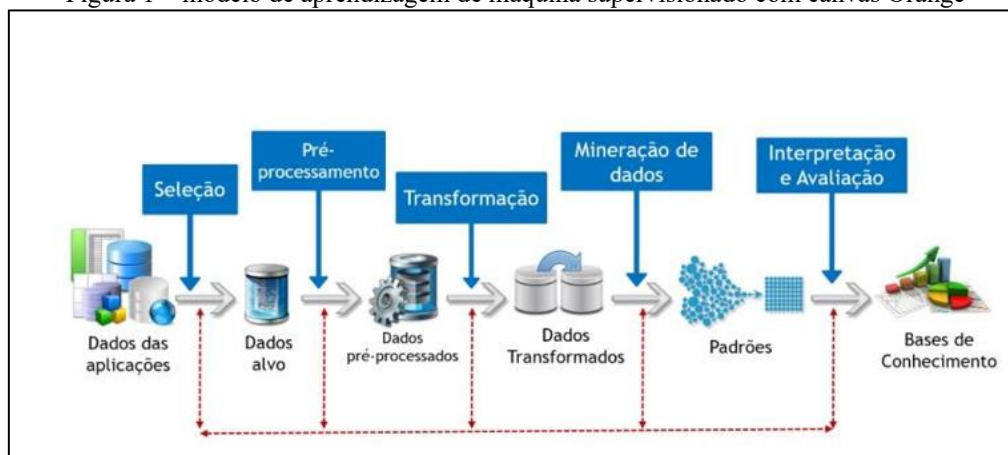 Figura 1 – modelo de aprendizagem de máquina supervisionado com canvas Orange
Seleção
Pré-
processamento
Transformação
Mineração de
dados
Interpretação
e Avaliação
Dados das
aplicações
Dados
alvo
Dados
pré-processados
Dados
Transformados
Padrões
Bases de
Conhecimento